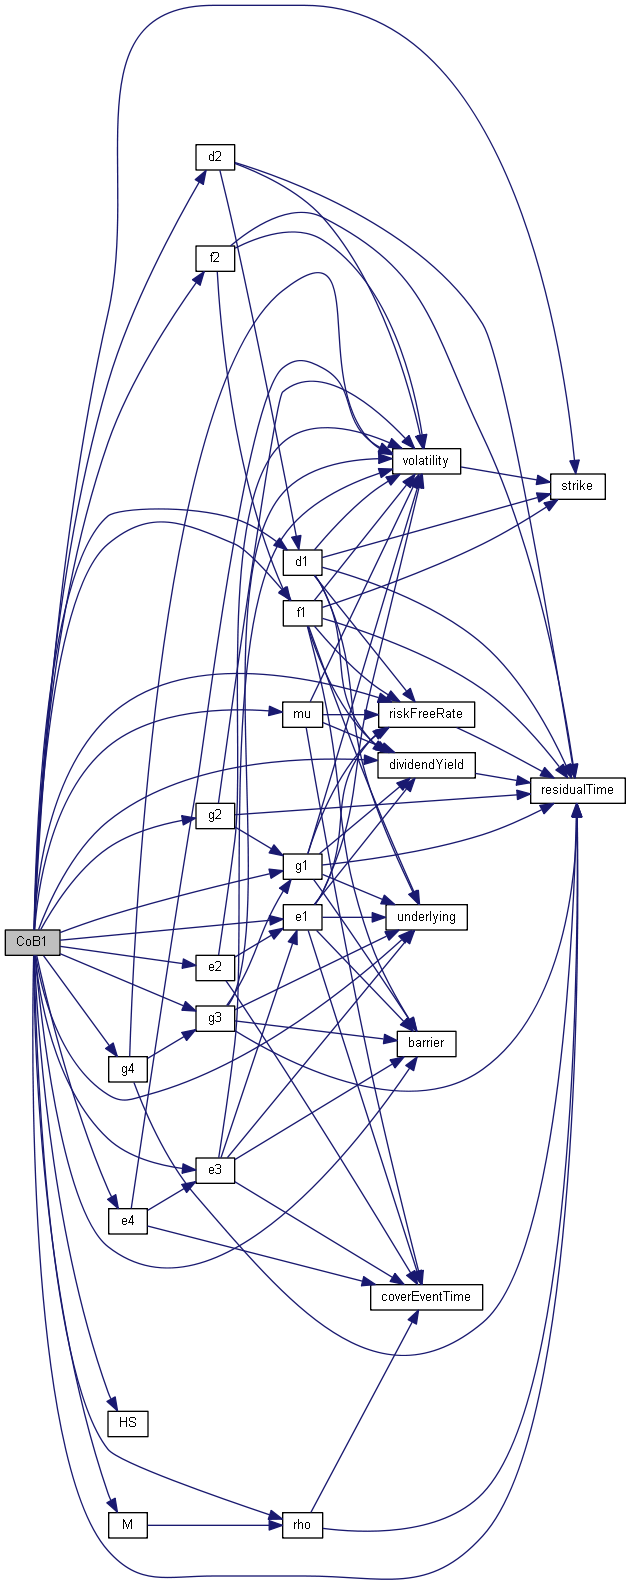 d2
f2
volatility
strike
d1
f1
mu
riskFreeRate
dividendYield
residualTime
g2
g1
e1
underlying
CoB1
e2
g3
barrier
g4
e3
e4
coverEventTime
HS
M
rho